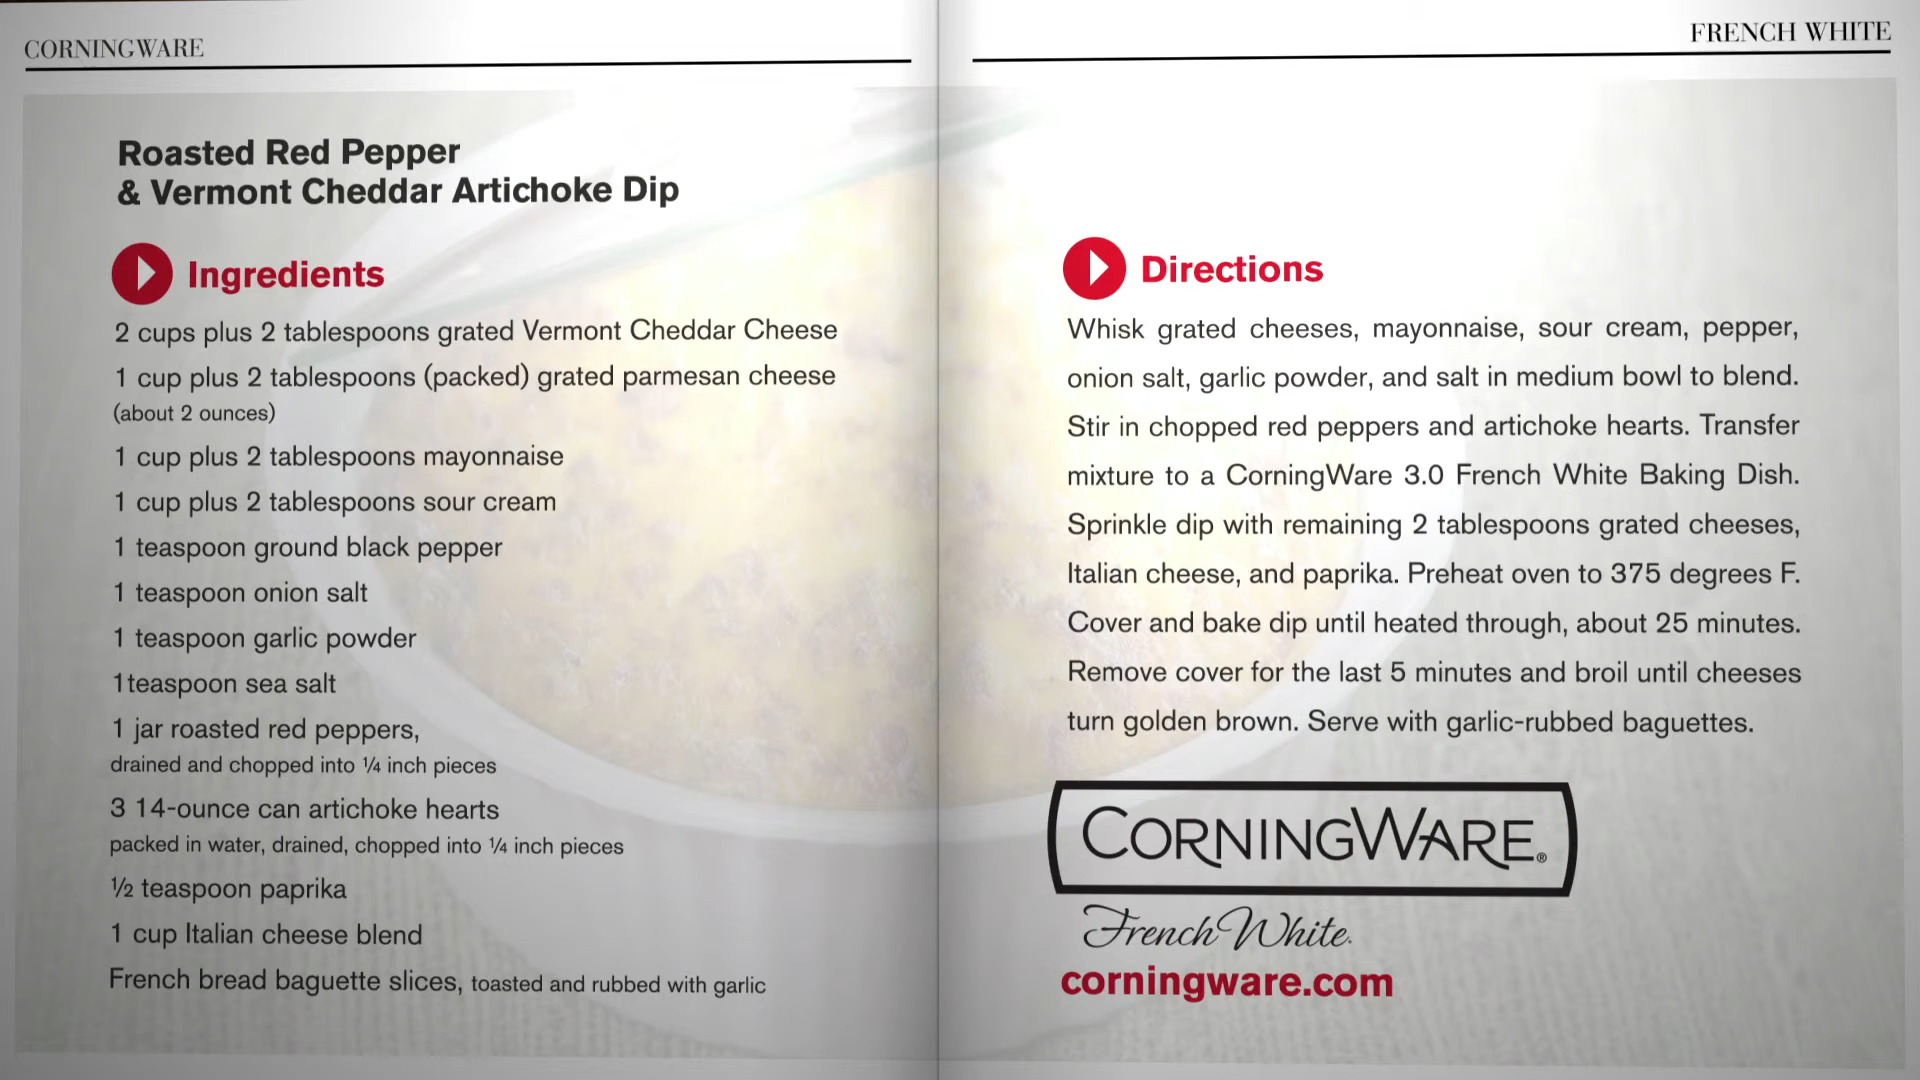 CORNINGWARE
Roasted Red Pepper
& Vermont Cheddar Artichoke Dip
Ingredients
2 cups plus 2 tablespoons grated Vermont Cheddar Cheese
1 cup plus 2 tablespoons (packed) grated parmesan cheese
(about 2 ounces)
1 cup plus 2 tablespoons mayonnaise
1 cup plus 2 tablespoons sour cream
1 teaspoon ground black pepper
1 teaspoon onion salt
1 teaspoon garlic powder
1teaspoon sea salt
1 jar roasted red peppers,
drained and chopped into ¼ inch pieces
3 14-ounce can artichoke hearts
packed in water, drained, chopped into ¼ inch pieces
½ teaspoon paprika
1 cup Italian cheese blend
French bread baguette slices, toasted and rubbed with garlic
FRENCH WHITE
Directions
Whisk grated cheeses, mayonnaise, sour cream, pepper,
onion salt, garlic powder, and salt in medium bowl to blend.
Stir in chopped red peppers and artichoke hearts. Transfer
mixture to a CorningWare 3.0 French White Baking Dish.
Sprinkle dip with remaining 2 tablespoons grated cheeses,
Italian cheese, and paprika. Preheat oven to 375 degrees F.
Cover and bake dip until heated through, about 25 minutes.
Remove cover for the last 5 minutes and broil until cheeses
turn golden brown. Serve with garlic-rubbed baguettes.
CORNINGWARE®
French White.
corningware.com